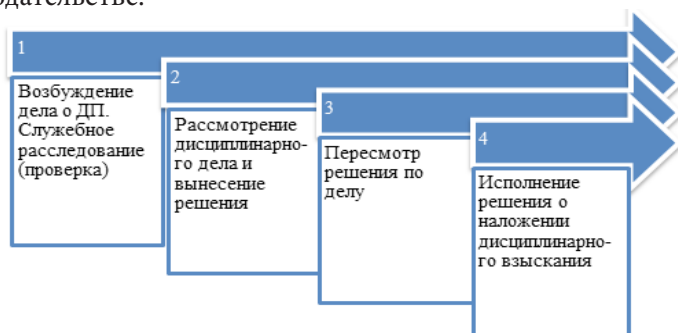 одательстве.
1
Возбуждение
дела о ДП.
Служебное
расследование
(проверка)
2
Рассмотрение
дисциплинарно-
го дела и
вынесение
решения
3
Пересмотр
решения по
делу
4
Исполнение
решения о
наложении
дисциплинарно-
го взыскания